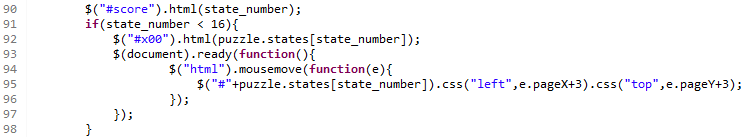 90 $("#score").html(state_number);
91 if(state_number < 16){
92 $("#x00").html(puzzle.states[state_number]);
93 $(document).ready(function(){
94 $("html").mousemove(function(e){
95 $("#"+puzzle.states[state_number]).css("left",e.pageX+3).css("top",e.pageY+3);
96 });
97 });
98 }